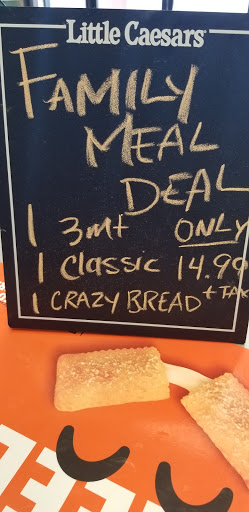 Little Caesars
FAMILY
MEAL
DEAL
1 3mt ONLY
1 Classic 14.99
1 CRAZY BREAD + TAX